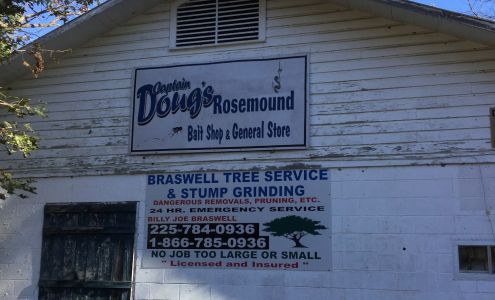 Captain
Doug's Rosemound
Bait Shop & General Store
BRASWELL TREE SERVICE
& STUMP GRINDING
DANGEROUS REMOVALS, PRUNING, ETC.
24 HR. EMERGENCY SERVICE
BILLY JOE BRASWELL
225-784-0936
1-866-785-0936
NO JOB TOO LARGE OR SMALL
" Licensed and Insured "